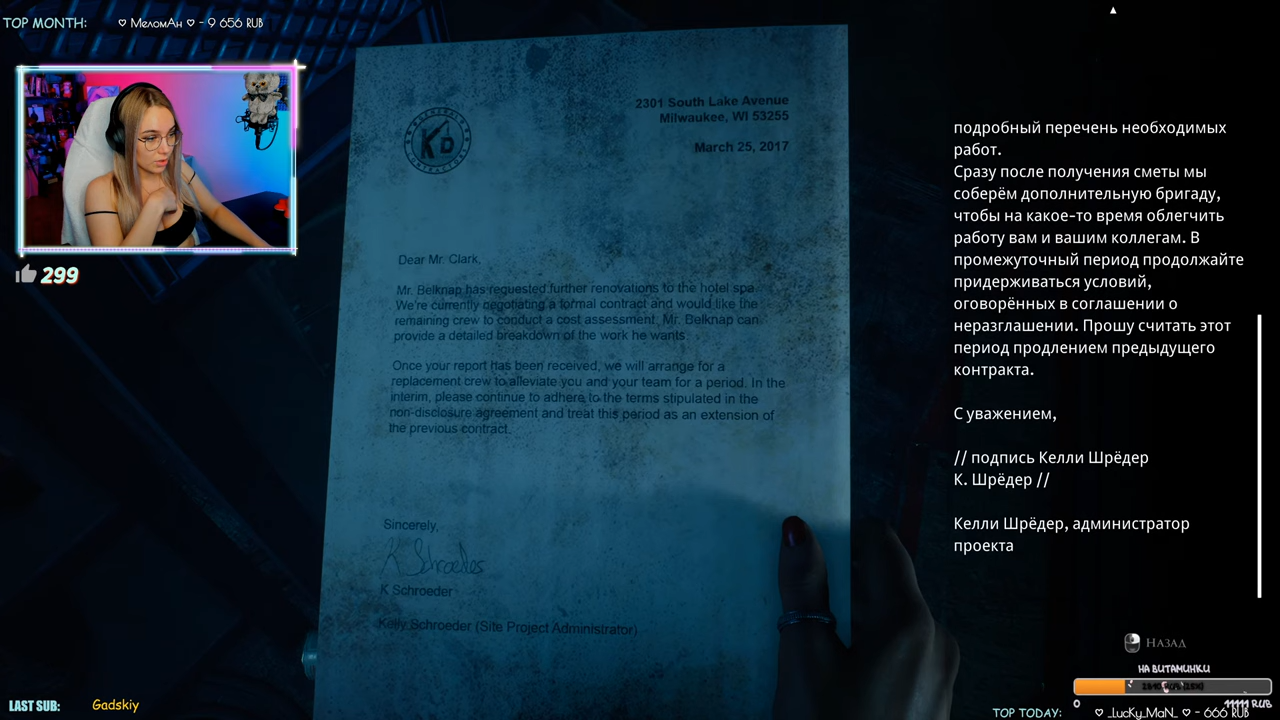 TOP MONTH: ♡ МеломАн ♡ - 9 656 RUB
299
KD
2301 South Lake Avenue
Milwaukee, WI 53255
March 25, 2017
Dear Mr. Clark,
Mr. Belknap has requested further renovations to the hotel spa.
We're currently negotiating a formal contract and would like the
remaining crew to conduct a cost assessment. Mr. Belknap can
provide a detailed breakdown of the work he wants.
Once your report has been received, we will arrange for a
replacement crew to alleviate you and your team for a period. In the
interim, please continue to adhere to the terms stipulated in the
non-disclosure agreement and treat this period as an extension of
the previous contract.
Sincerely,
K Schroeder
K Schroeder
Kelly Schroeder (Site Project Administrator)
подробный перечень необходимых
работ.
Сразу после получения сметы мы
соберём дополнительную бригаду,
чтобы на какое-то время облегчить
работу вам и вашим коллегам. В
промежуточный период продолжайте
придерживаться условий,
оговорённых в соглашении о
неразглашении. Прошу считать этот
период продлением предыдущего
контракта.
С уважением,
// подпись Келли Шрёдер
К. Шрёдер //
Келли Шрёдер, администратор
проекта
НАЗАД
НА ВИТАМИНКИ
0 11111 RUB
LAST SUB: Gadskiy
TOP TODAY: ♡ _lucKy_MaN_ ♡ - 666 RUB